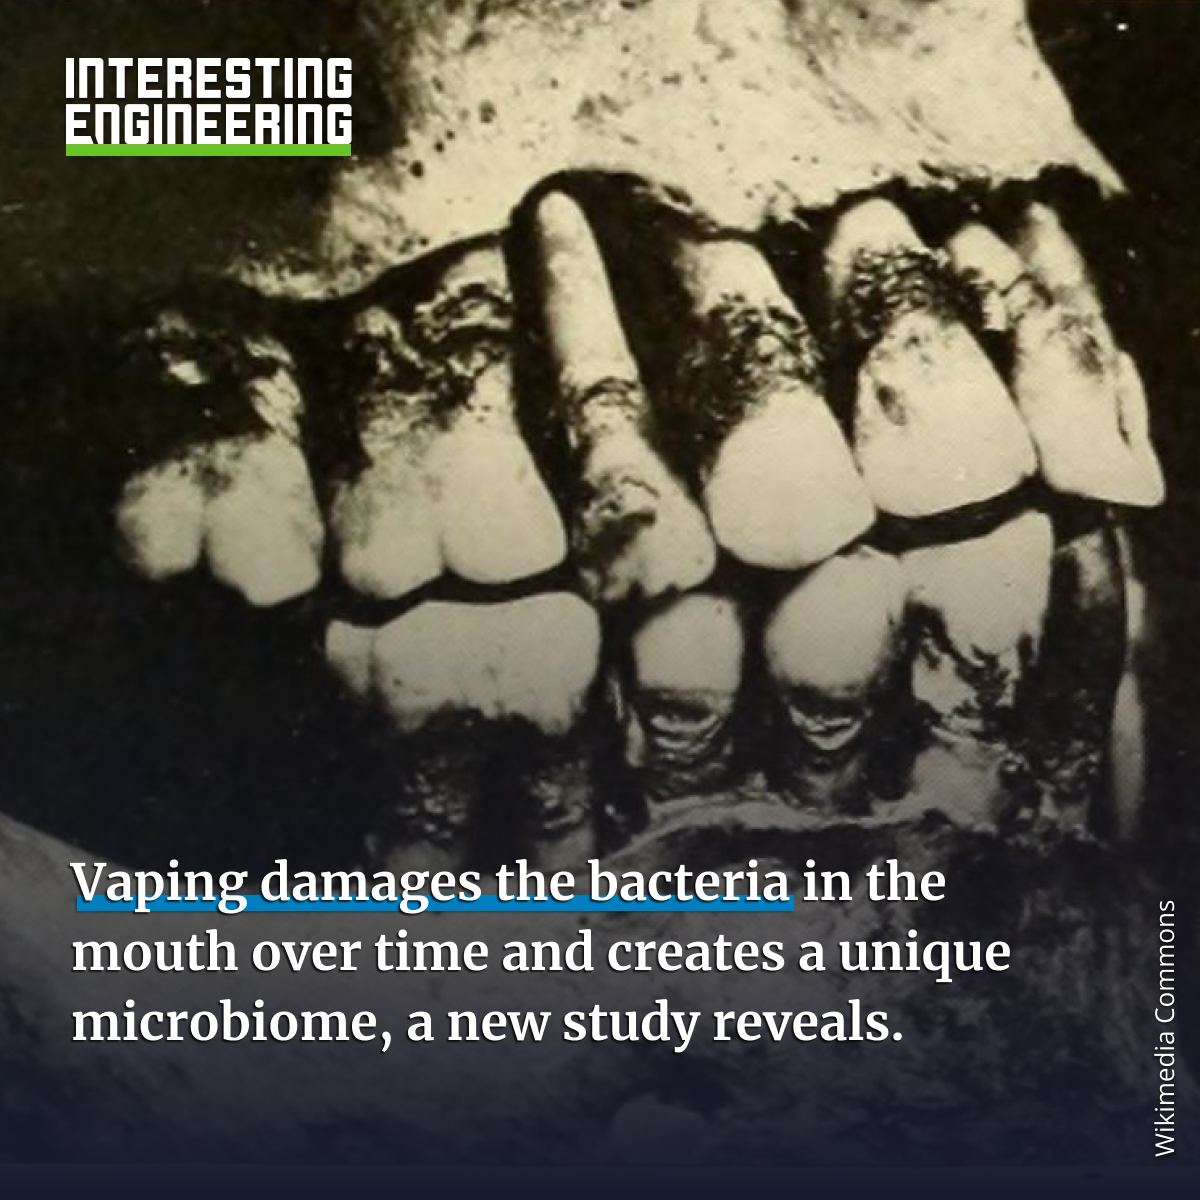 INTERESTING
ENGINEERING
Vaping damages the bacteria in the
mouth over time and creates a unique
microbiome, a new study reveals.
Wikimedia Commons